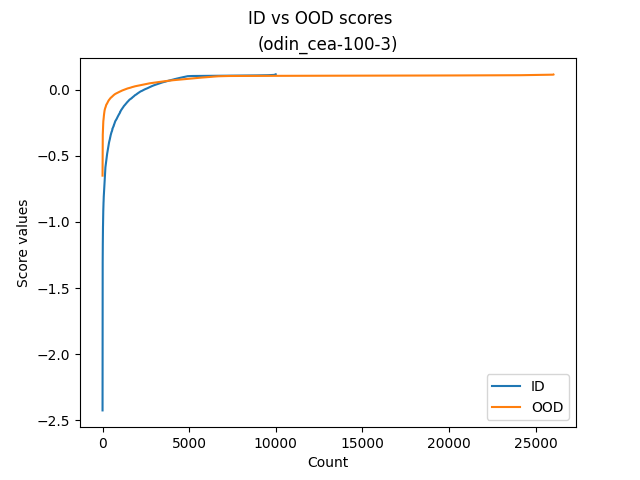 ID vs OOD scores
(odin_cea-100-3)
Score values
0.0
−0.5
−1.0
−1.5
−2.0
−2.5
0
5000
10000
15000
20000
25000
Count
ID
OOD